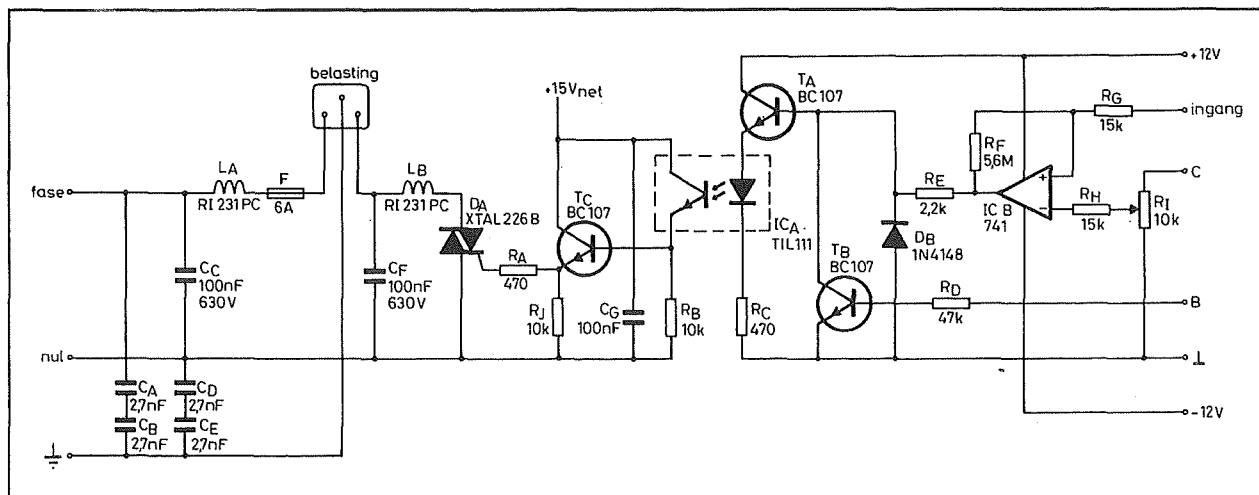 belasting
+15Vnet
TA
BC107
+12V
RG
15k
ingang
fase
LA
RI 231 PC
F
6A
LB
RI 231 PC
DA
XTAL 226 B
TC
BC107
RA
470
ICA
TIL111
RF
5,6M
RE
2,2k
+
−
IC B
741
RH
15k
C
RI
10k
DB
1N4148
TB
BC107
RD
47k
B
CC
100nF
630V
CF
100nF
630V
RJ
10k
CG
100nF
RB
10k
RC
470
nul
⊥
−12V
CA
2,7nF
CB
2,7nF
CD
2,7nF
CE
2,7nF